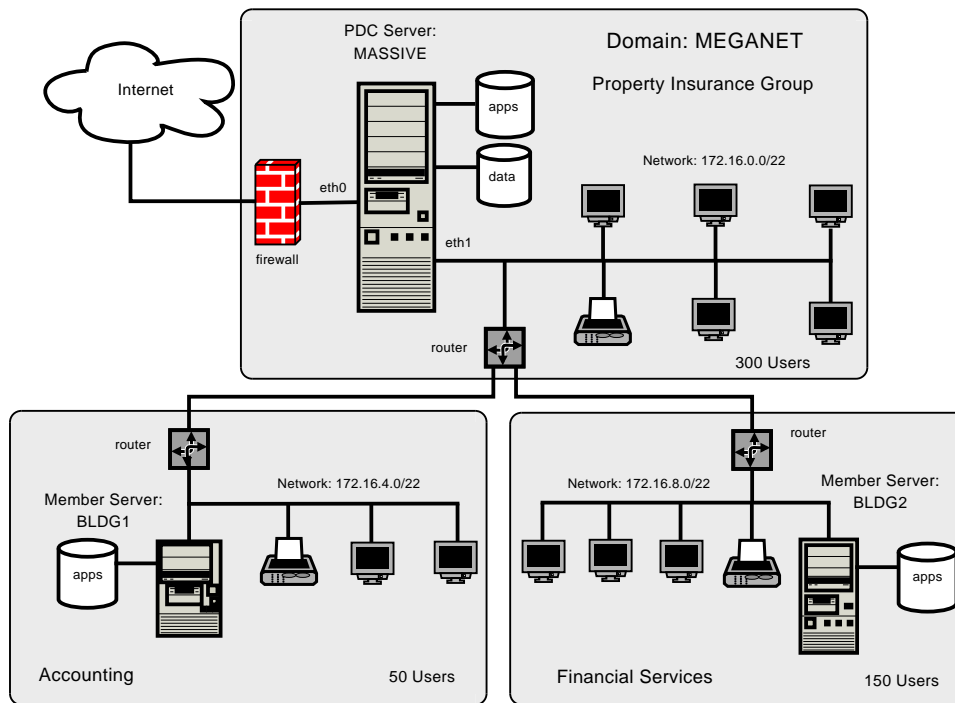 PDC Server:
MASSIVE
Domain: MEGANET
Property Insurance Group
Internet
apps
data
Network: 172.16.0.0/22
eth0
eth1
firewall
router
300 Users
router
Network: 172.16.4.0/22
Member Server:
BLDG1
apps
Accounting
50 Users
router
Network: 172.16.8.0/22
Member Server:
BLDG2
apps
Financial Services
150 Users